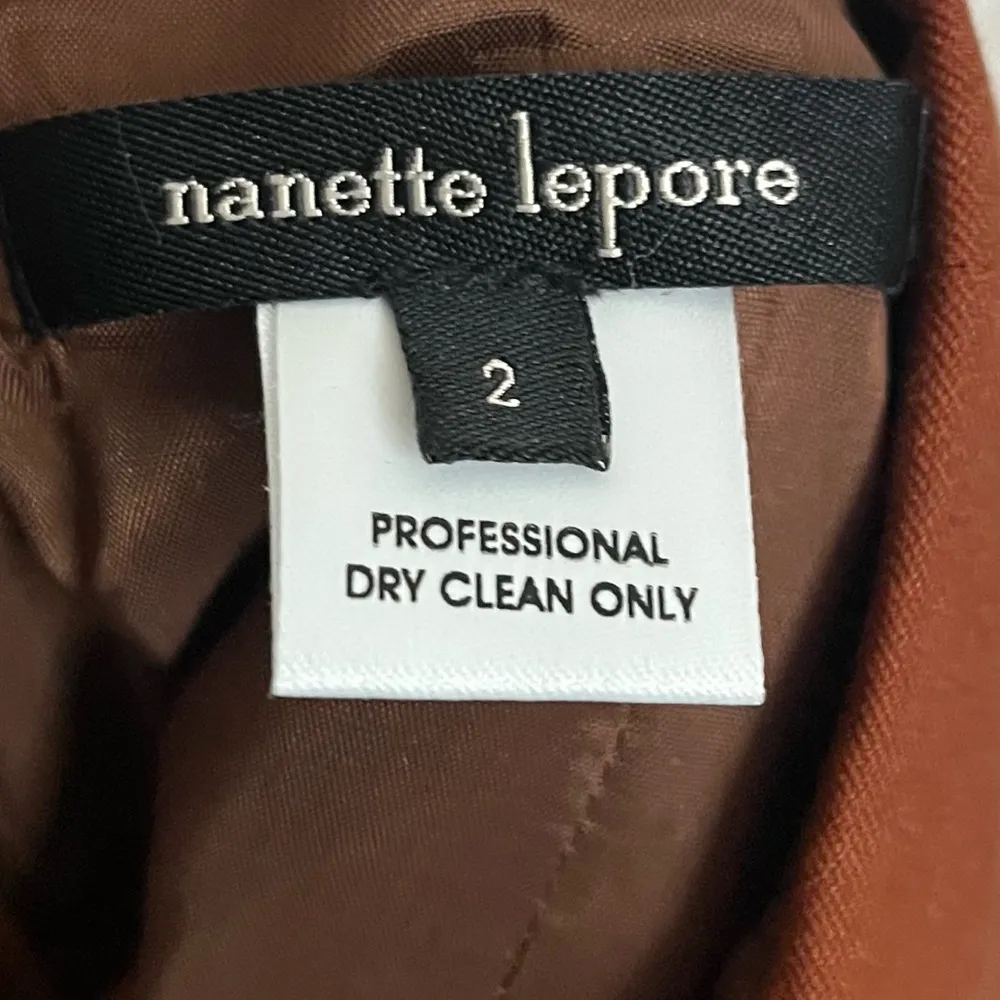 nanette lepore
2
PROFESSIONAL
DRY CLEAN ONLY